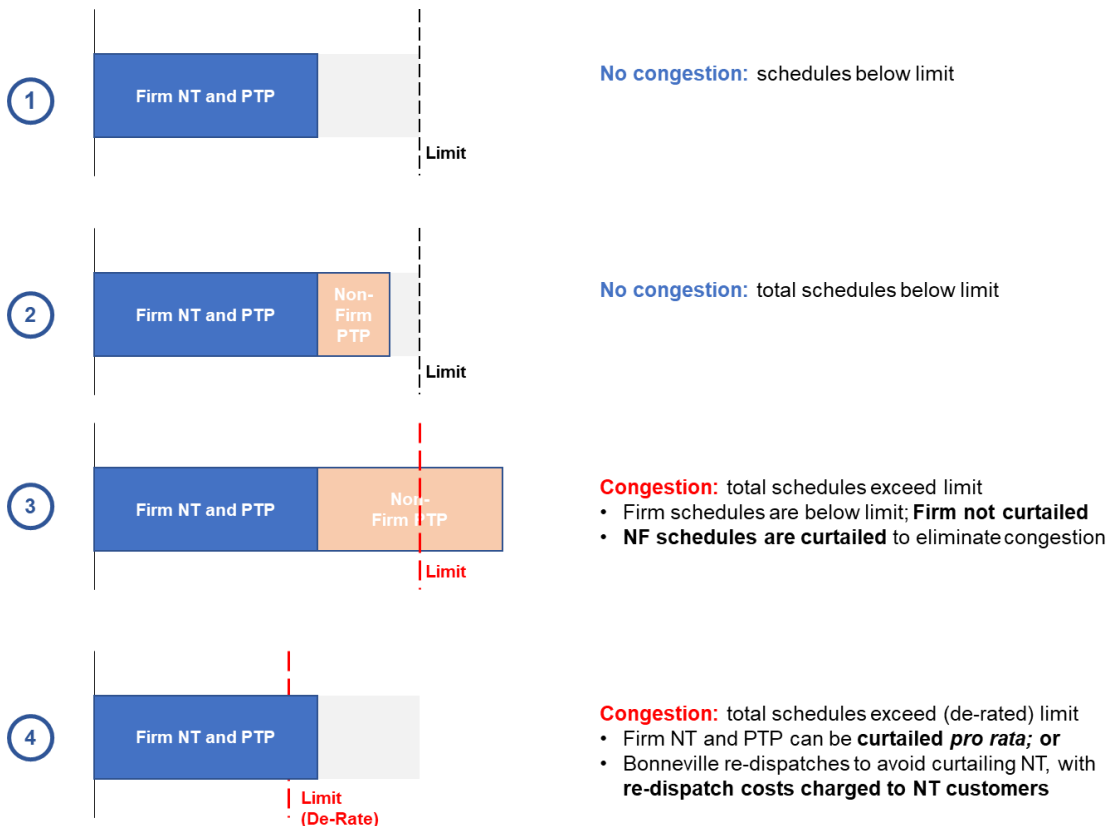 1
Firm NT and PTP
Limit
No congestion: schedules below limit
2
Firm NT and PTP
Non-
Firm
PTP
Limit
No congestion: total schedules below limit
3
Firm NT and PTP
Non-
Firm PTP
Limit
Congestion: total schedules exceed limit
• Firm schedules are below limit; Firm not curtailed
• NF schedules are curtailed to eliminate congestion
4
Firm NT and PTP
Limit
(De-Rate)
Congestion: total schedules exceed (de-rated) limit
• Firm NT and PTP can be curtailed pro rata; or
• Bonneville re-dispatches to avoid curtailing NT, with
re-dispatch costs charged to NT customers